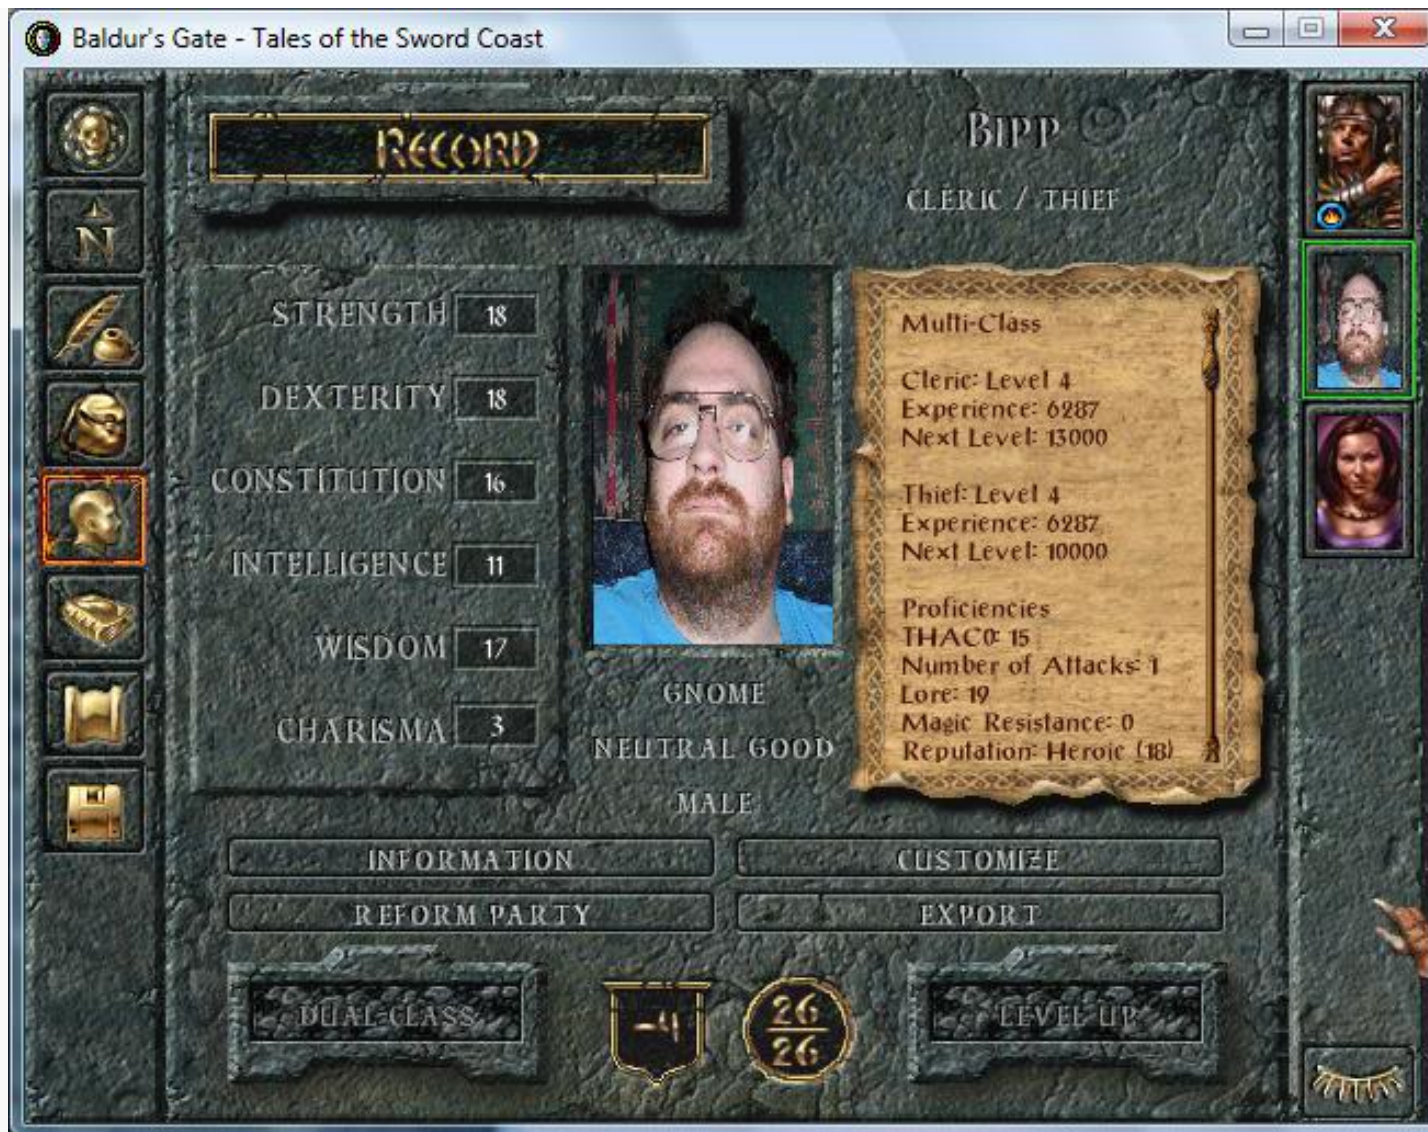 Baldur's Gate - Tales of the Sword Coast
RECORD
BIPP
CLERIC / THIEF
STRENGTH 18
DEXTERITY 18
CONSTITUTION 16
INTELLIGENCE 11
WISDOM 17
CHARISMA 3
GNOME
NEUTRAL GOOD
MALE
Multi-Class
Cleric: Level 4
Experience: 6287
Next Level: 13000
Thief: Level 4
Experience: 6287
Next Level: 10000
Proficiencies
THAC0: 15
Number of Attacks: 1
Lore: 19
Magic Resistance: 0
Reputation: Heroic (18)
INFORMATION
CUSTOMIZE
REFORM PARTY
EXPORT
DUAL-CLASS
-4
26
26
LEVEL UP
N